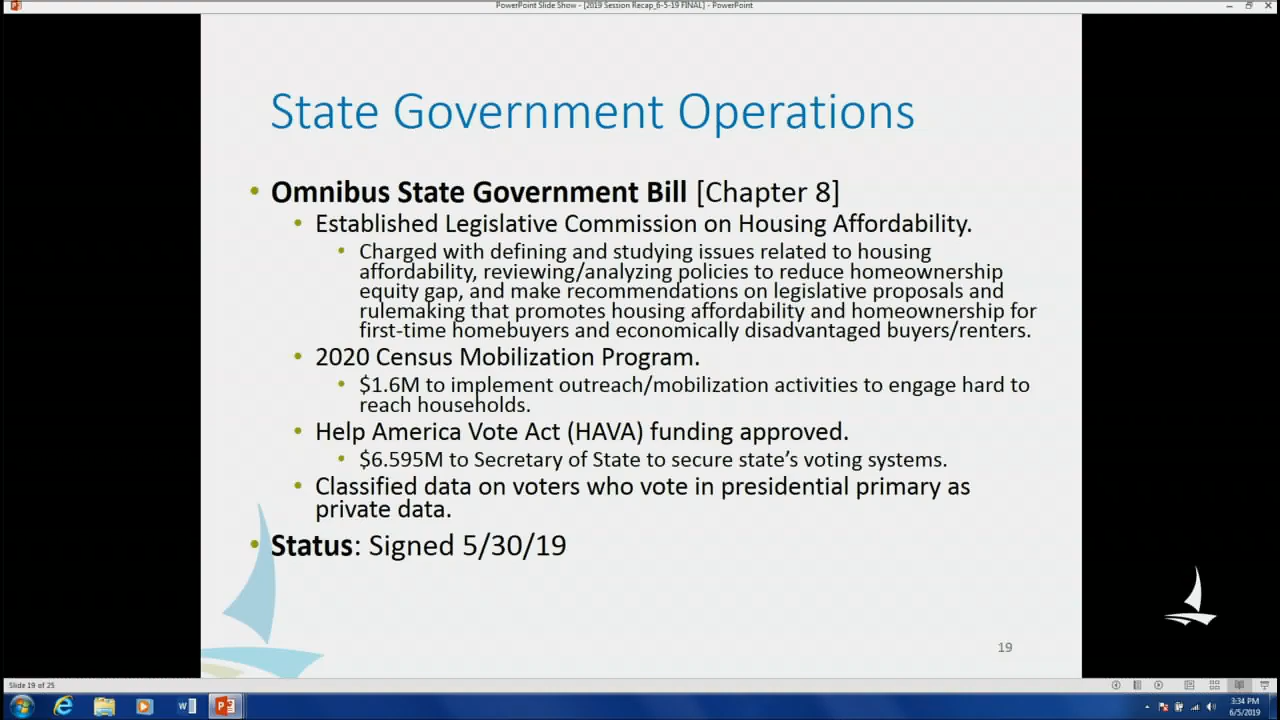 PowerPoint Slide Show - [2019 Session Recap_6-5-19 FINAL] - PowerPoint
State Government Operations
• Omnibus State Government Bill [Chapter 8]
• Established Legislative Commission on Housing Affordability.
• Charged with defining and studying issues related to housing
affordability, reviewing/analyzing policies to reduce homeownership
equity gap, and make recommendations on legislative proposals and
rulemaking that promotes housing affordability and homeownership for
first-time homebuyers and economically disadvantaged buyers/renters.
• 2020 Census Mobilization Program.
• $1.6M to implement outreach/mobilization activities to engage hard to
reach households.
• Help America Vote Act (HAVA) funding approved.
• $6.595M to Secretary of State to secure state’s voting systems.
• Classified data on voters who vote in presidential primary as
private data.
• Status: Signed 5/30/19
19
Slide 19 of 25
3:34 PM
6/5/2019